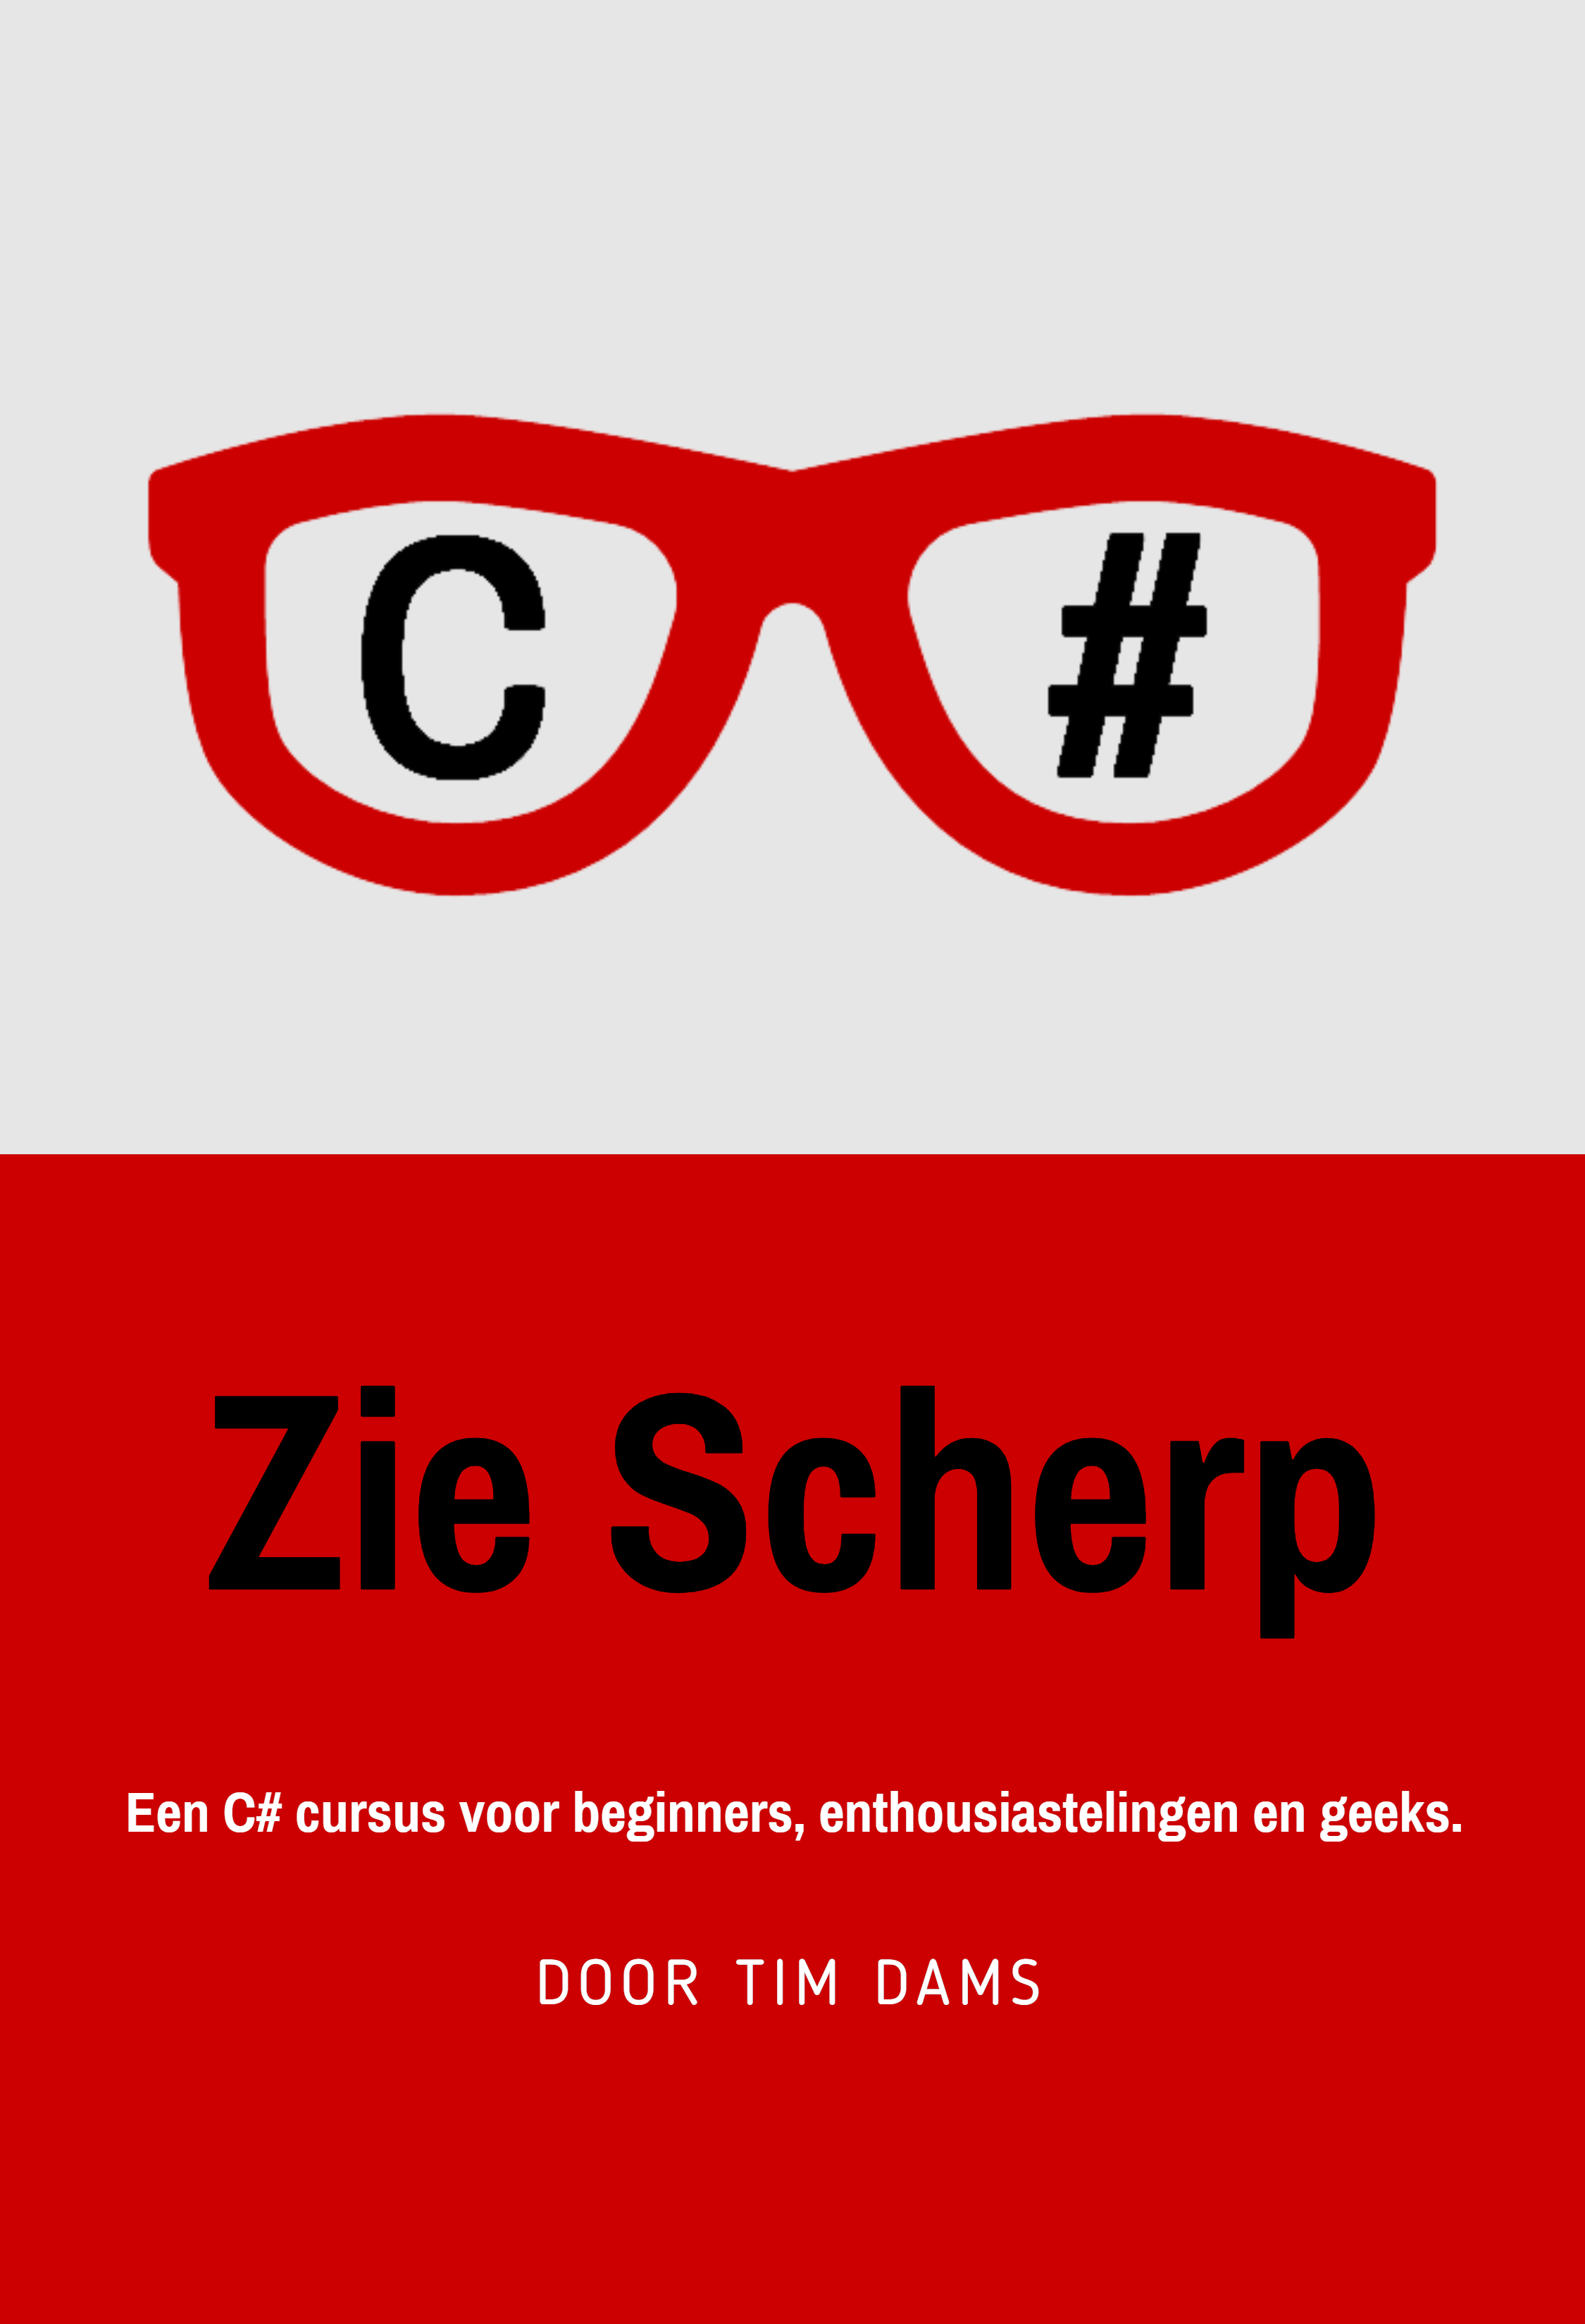 C #
Zie Scherp
Een C# cursus voor beginners, enthousiastelingen en geeks.
DOOR TIM DAMS